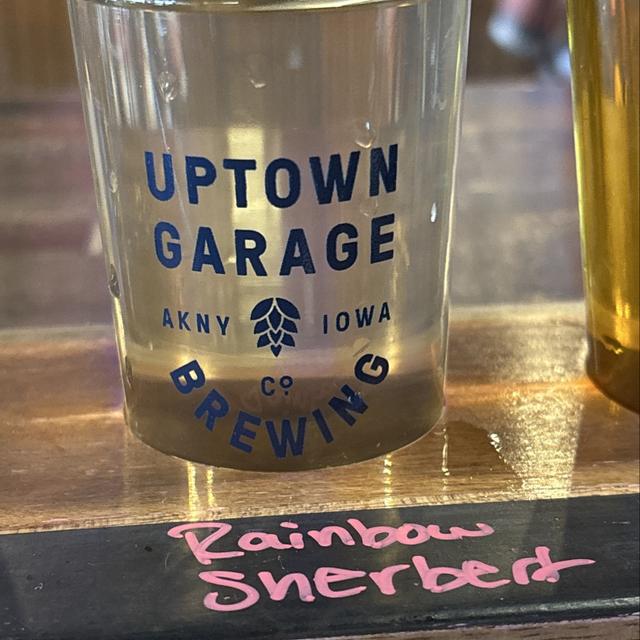 UPTOWN
GARAGE
AKNY IOWA
Cº
BREWING
Rainbow
Sherbert